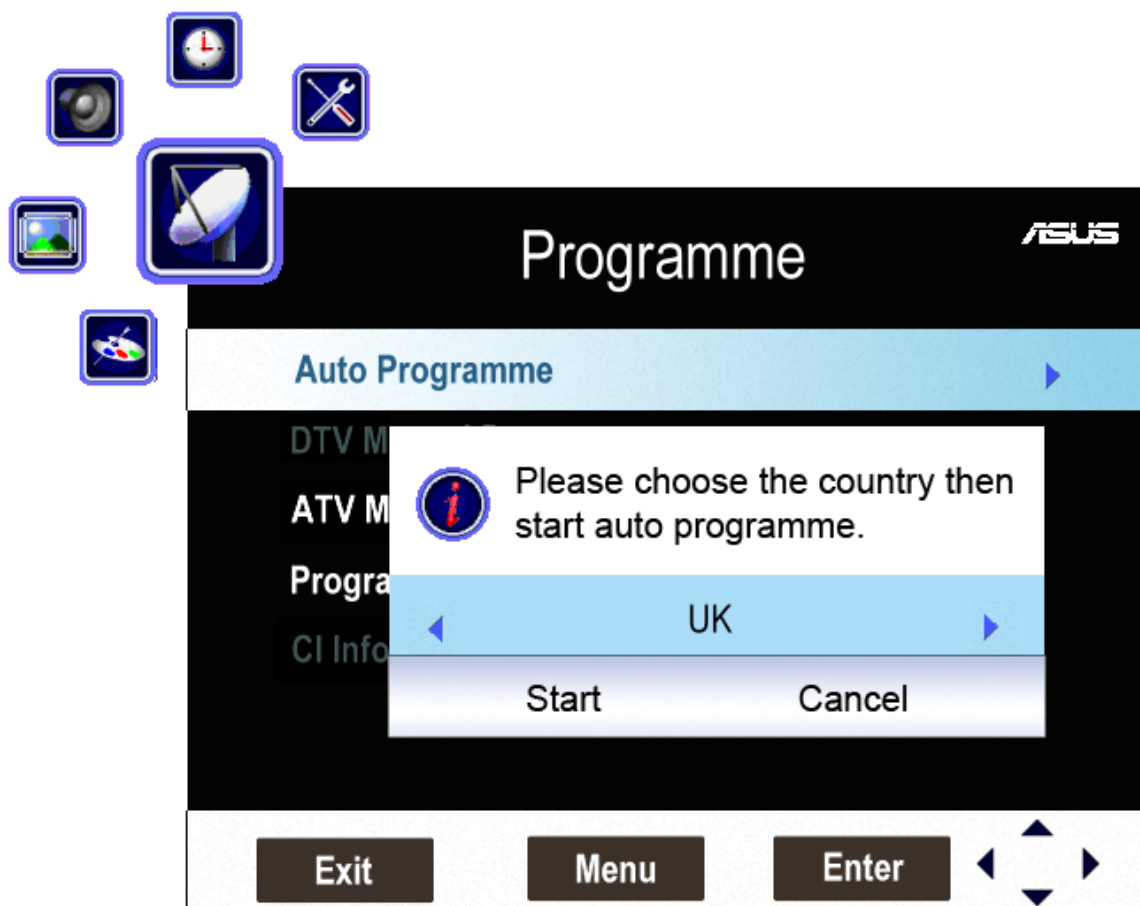 Programme
ASUS
Auto Programme
DTV M
Please choose the country then
start auto programme.
ATV M
Progra
UK
CI Info
Start Cancel
Exit Menu Enter